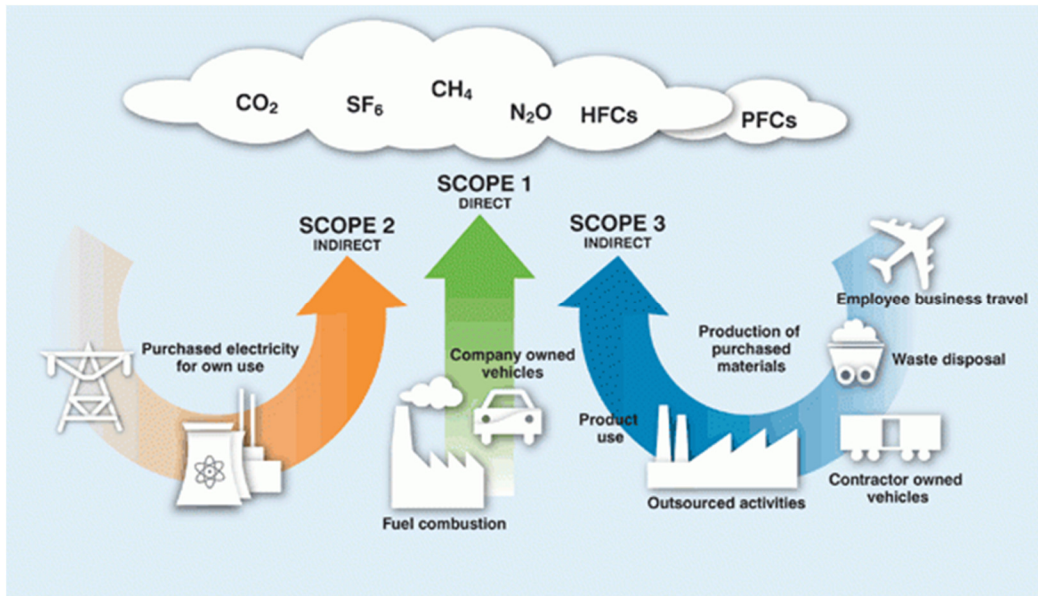 CO₂
SF₆
CH₄
N₂O
HFCs
PFCs
SCOPE 1
DIRECT
SCOPE 2
INDIRECT
SCOPE 3
INDIRECT
Purchased electricity
for own use
Company owned
vehicles
Fuel combustion
Product
use
Production of
purchased
materials
Employee business travel
Waste disposal
Outsourced activities
Contractor owned
vehicles